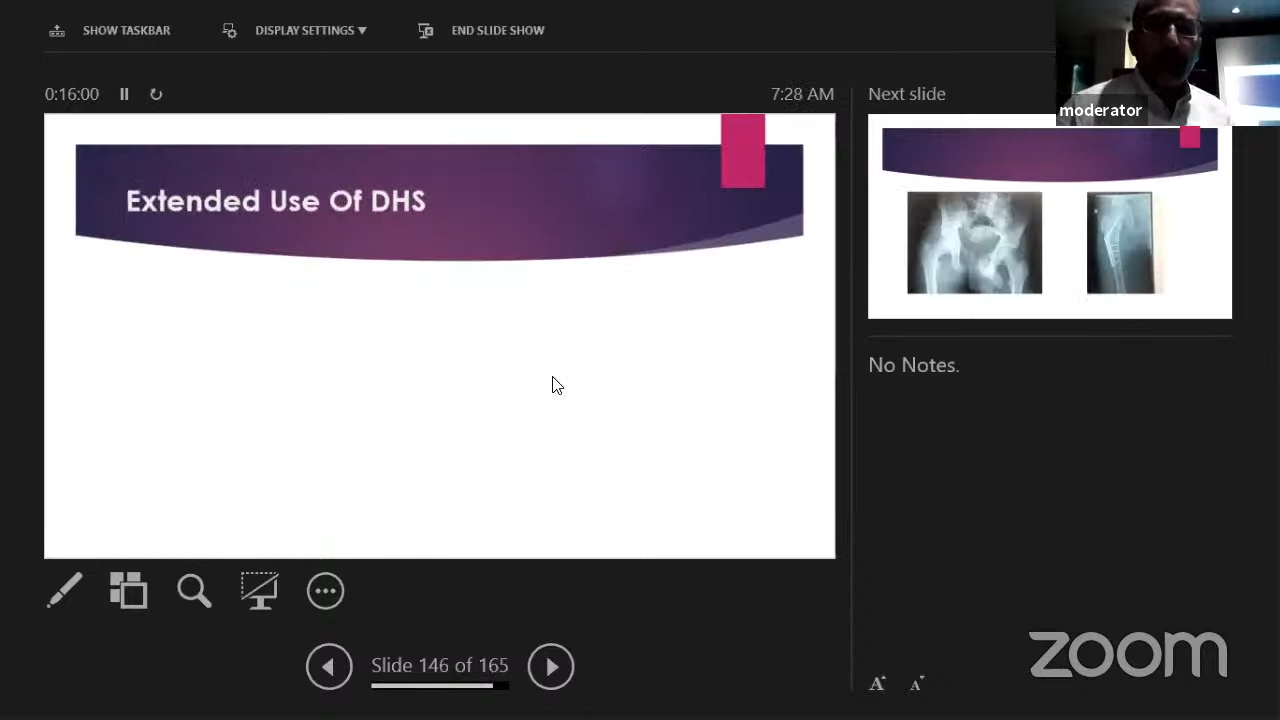 SHOW TASKBAR
DISPLAY SETTINGS
END SLIDE SHOW
0:16:00
7:28 AM
Next slide
moderator
Extended Use Of DHS
No Notes.
Slide 146 of 165
A A
zoom